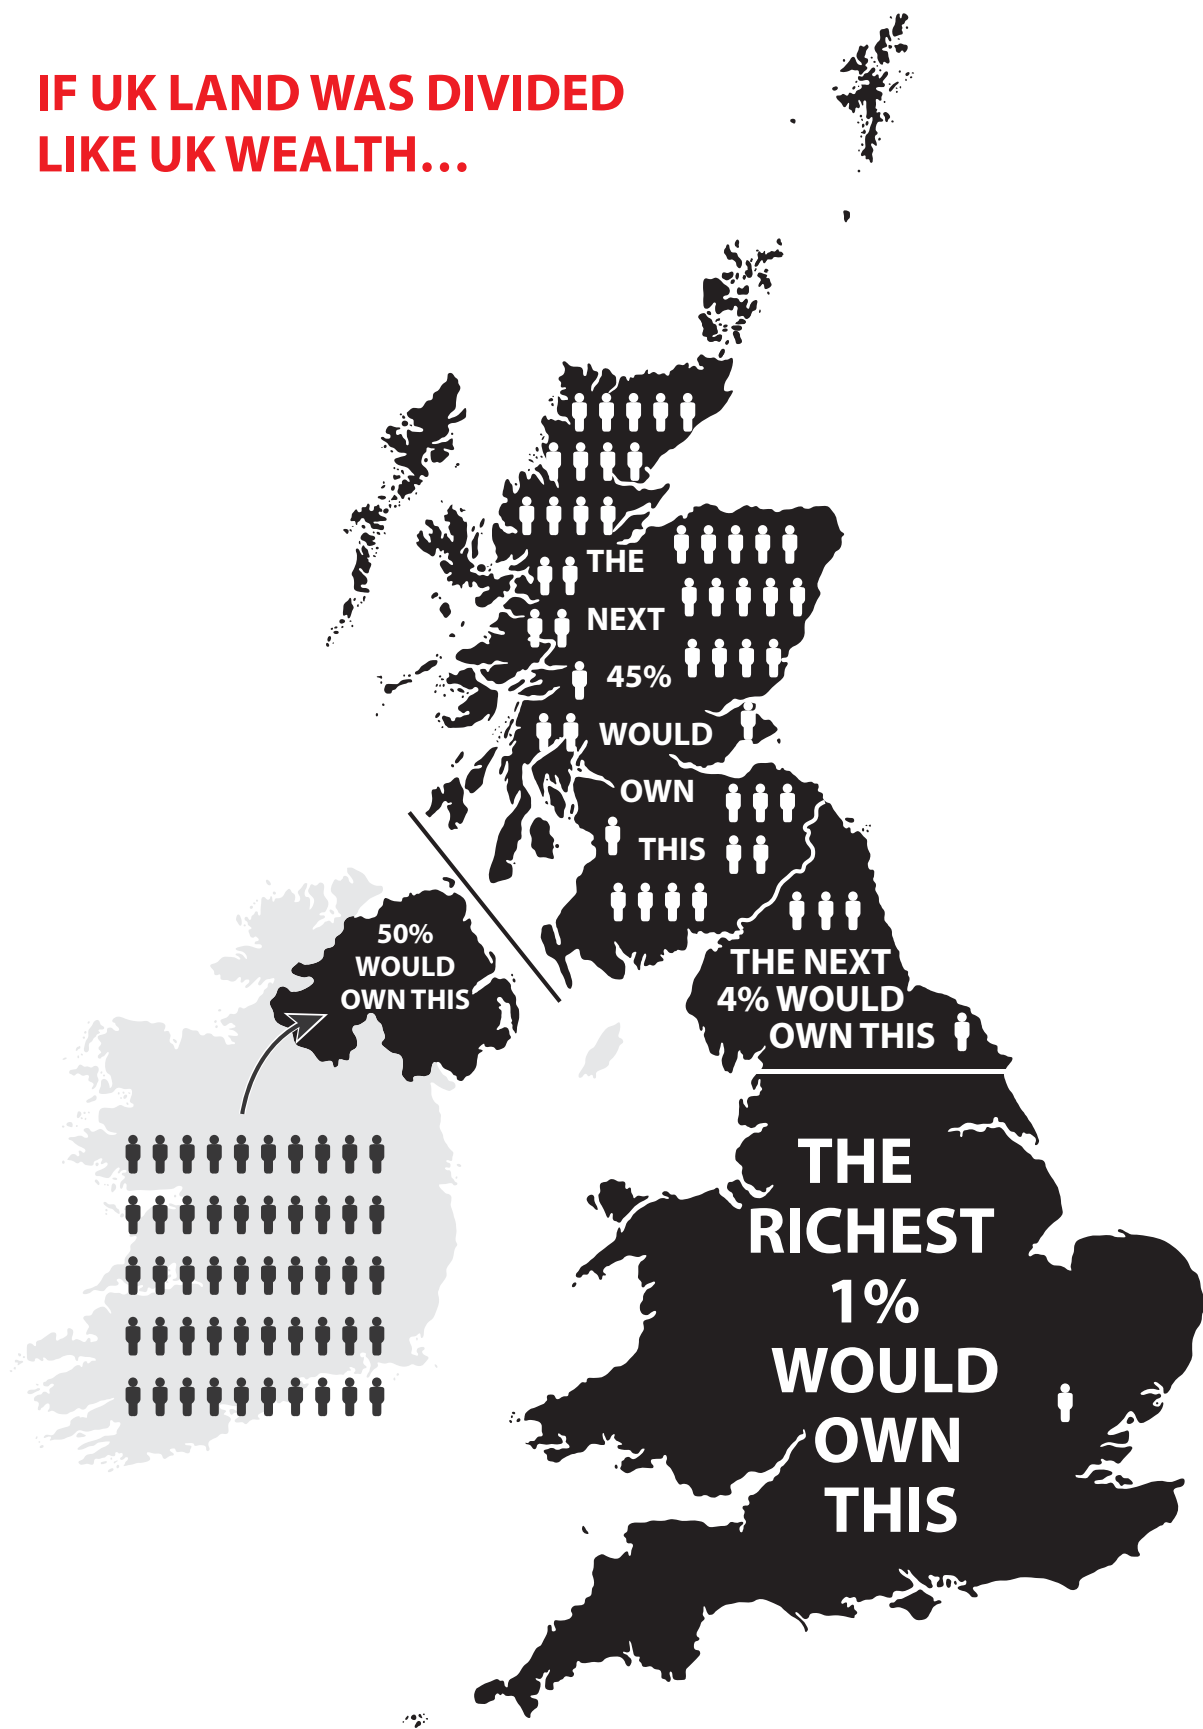 IF UK LAND WAS DIVIDED
LIKE UK WEALTH…
THE
NEXT
45%
WOULD
OWN
THIS
50%
WOULD
OWN THIS
THE NEXT
4% WOULD
OWN THIS
THE
RICHEST
1%
WOULD
OWN
THIS